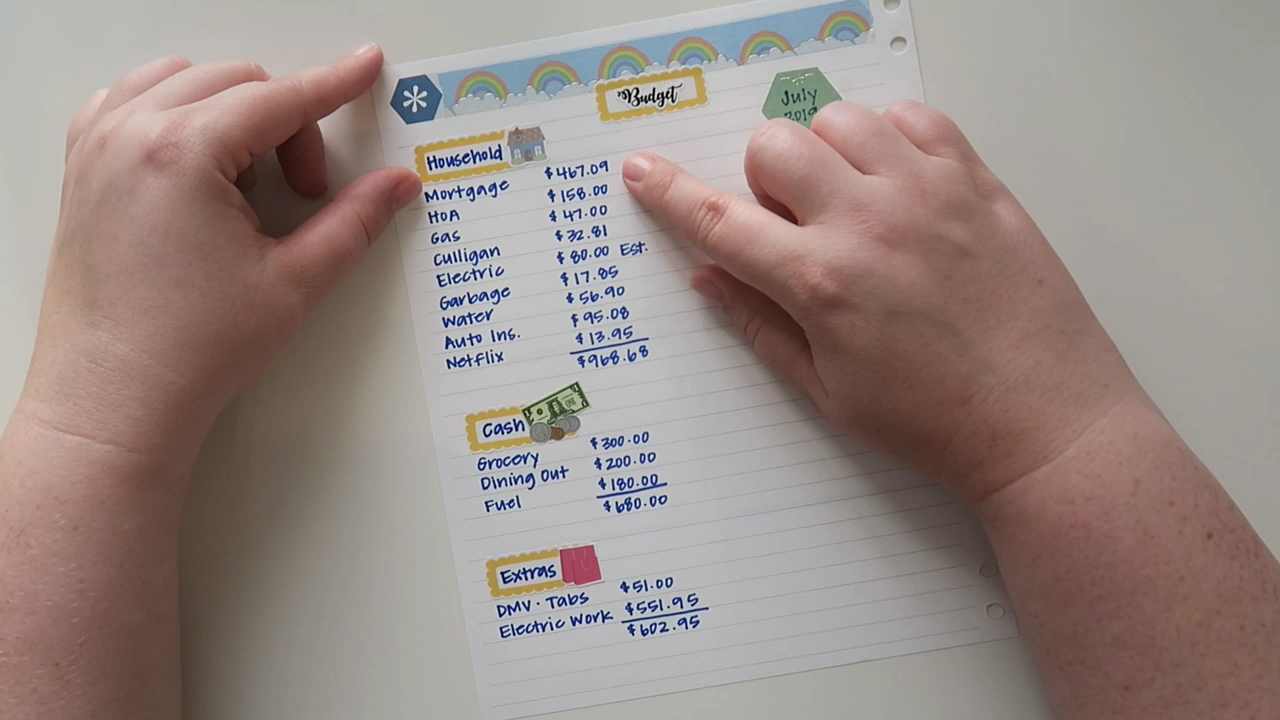 Budget
July
2019
Household
Mortgage $467.09
HOA $158.00
Gas $47.00
Culligan $32.81
Electric $80.00 Est.
Garbage $17.85
Water $56.90
Auto Ins. $95.08
Netflix $13.95
$968.68
Cash
Grocery $300.00
Dining Out $200.00
Fuel $180.00
$680.00
Extras
DMV · Tabs $51.00
Electric Work $551.95
$602.95